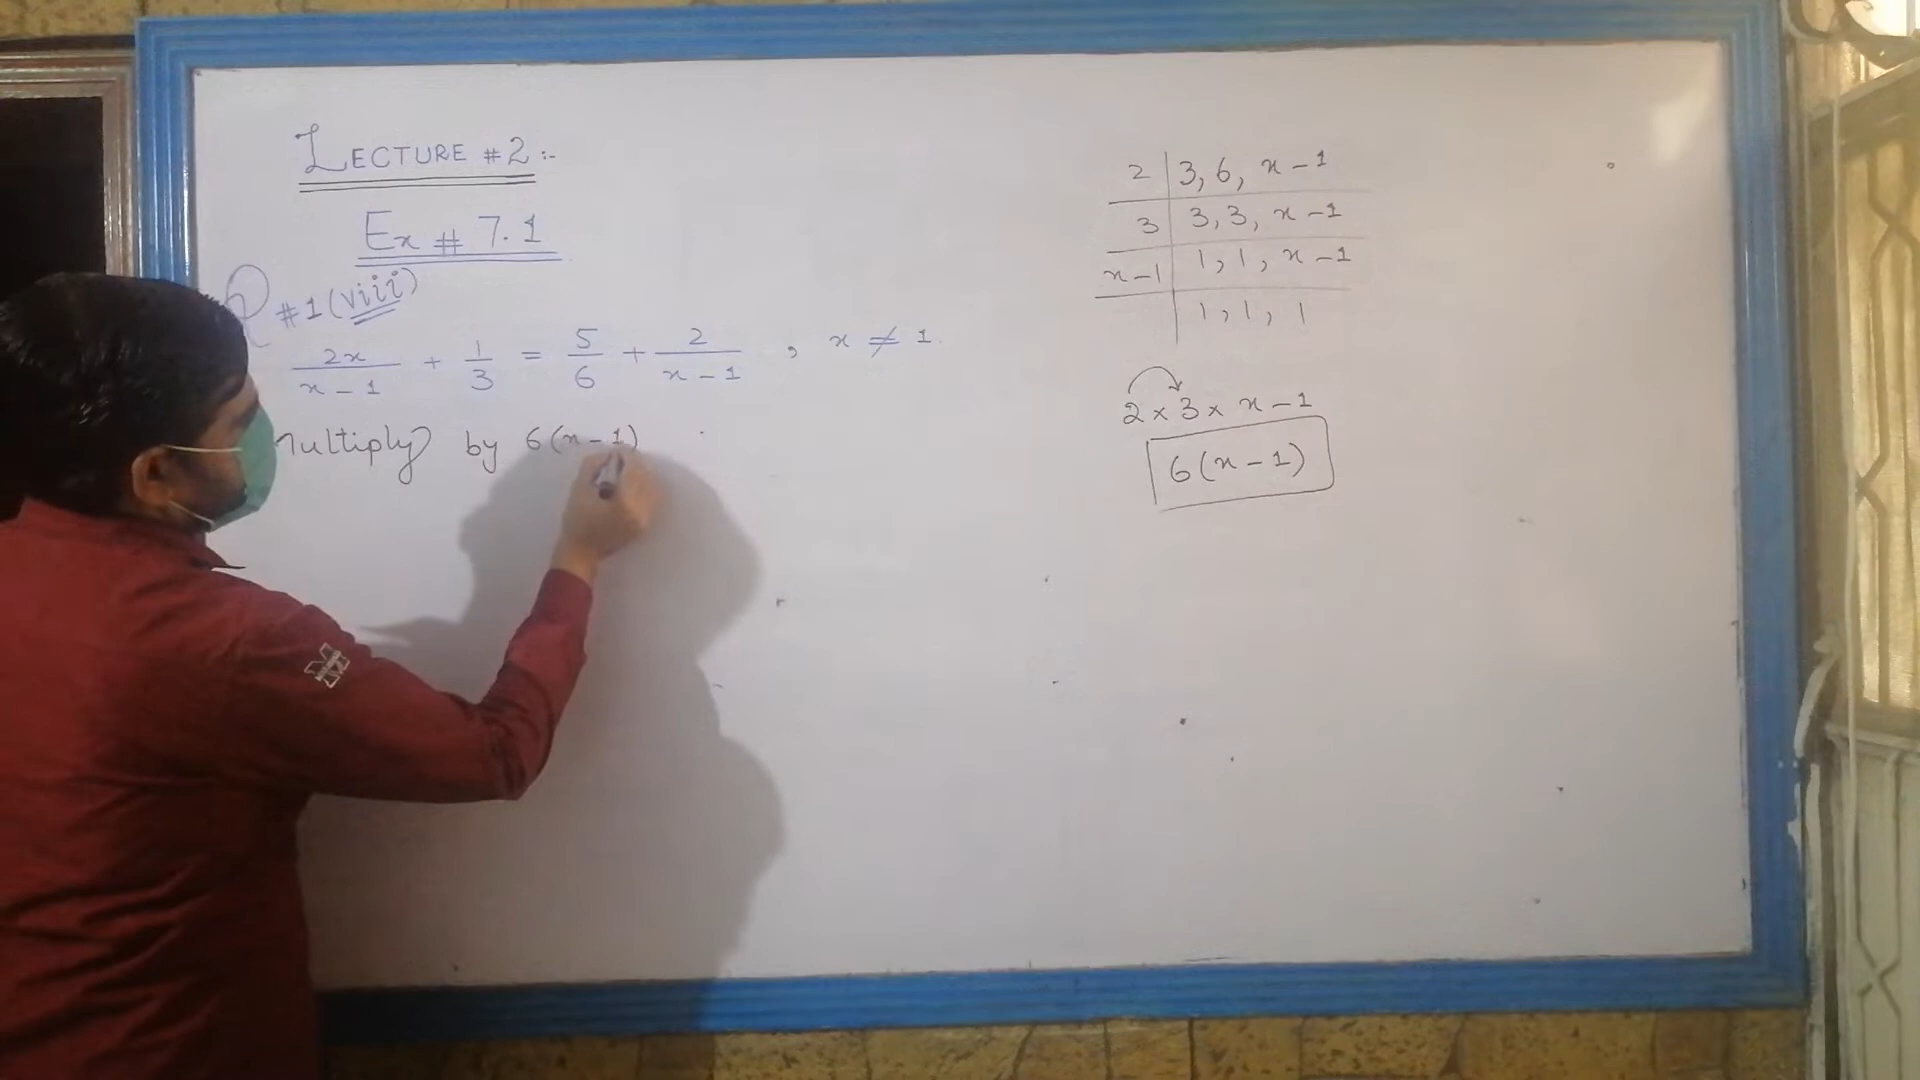 LECTURE #2:-
Ex # 7.1
Q #1(viii)
2x/x-1 + 1/3 = 5/6 + 2/x-1 , x ≠ 1.
Multiply by 6(x-1)
2 | 3, 6, x-1
3 | 3, 3, x-1
x-1 | 1, 1, x-1
1, 1, 1
2 × 3 × x-1
6(x-1)